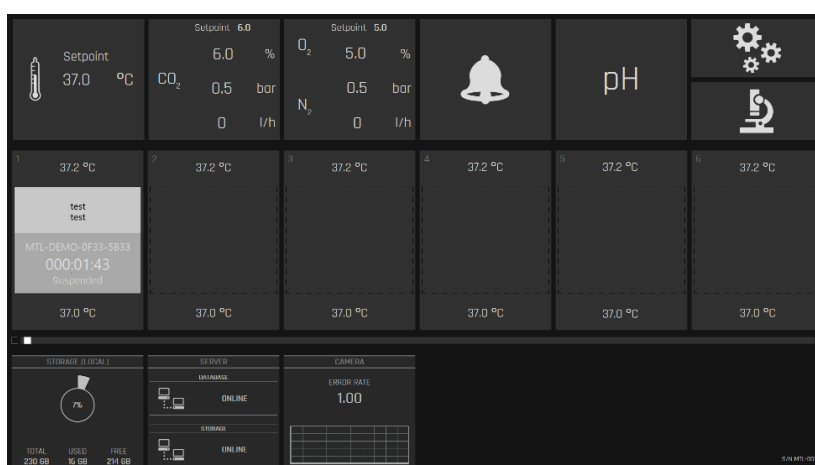 Setpoint
37.0 °C
Setpoint 6.0
6.0 %
CO₂
0.5 bar
0 l/h
Setpoint 5.0
O₂
5.0 %
0.5 bar
N₂
0 l/h
pH
1
37.2 °C
test
test
MTL-DEMO-0F33-5B33
000:01:43
Suspended
37.0 °C
2
37.2 °C
37.0 °C
3
37.2 °C
37.0 °C
4
37.2 °C
37.0 °C
5
37.2 °C
37.0 °C
6
37.2 °C
37.0 °C
STORAGE (LOCAL)
7%
TOTAL USED FREE
230 GB 16 GB 214 GB
SERVER
DATABASE
ONLINE
STORAGE
ONLINE
CAMERA
ERROR RATE
1.00
S/N